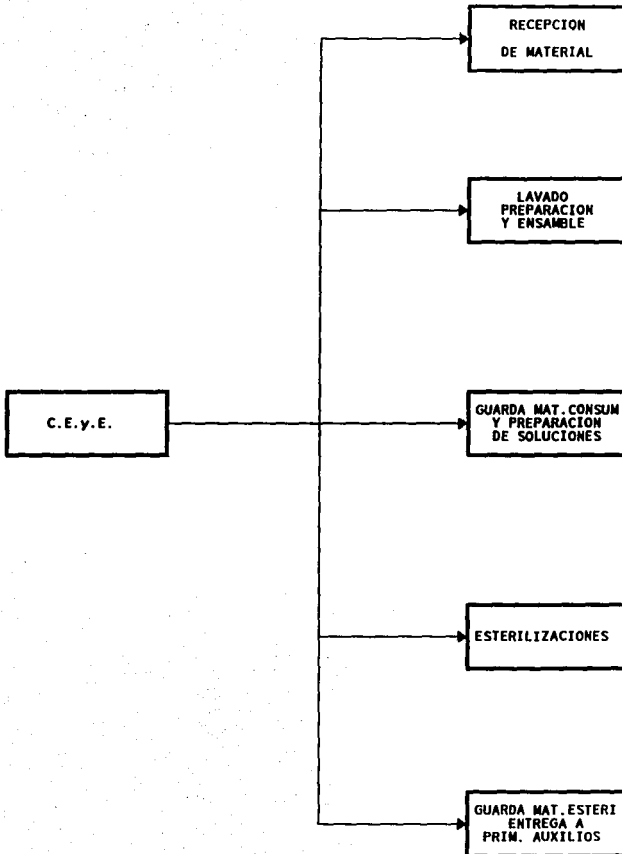 RECEPCION
DE MATERIAL
LAVADO
PREPARACION
Y ENSAMBLE
C.E.y.E.
GUARDA MAT.CONSUM
Y PREPARACION
DE SOLUCIONES
ESTERILIZACIONES
GUARDA MAT.ESTERI
ENTREGA A
PRIM. AUXILIOS